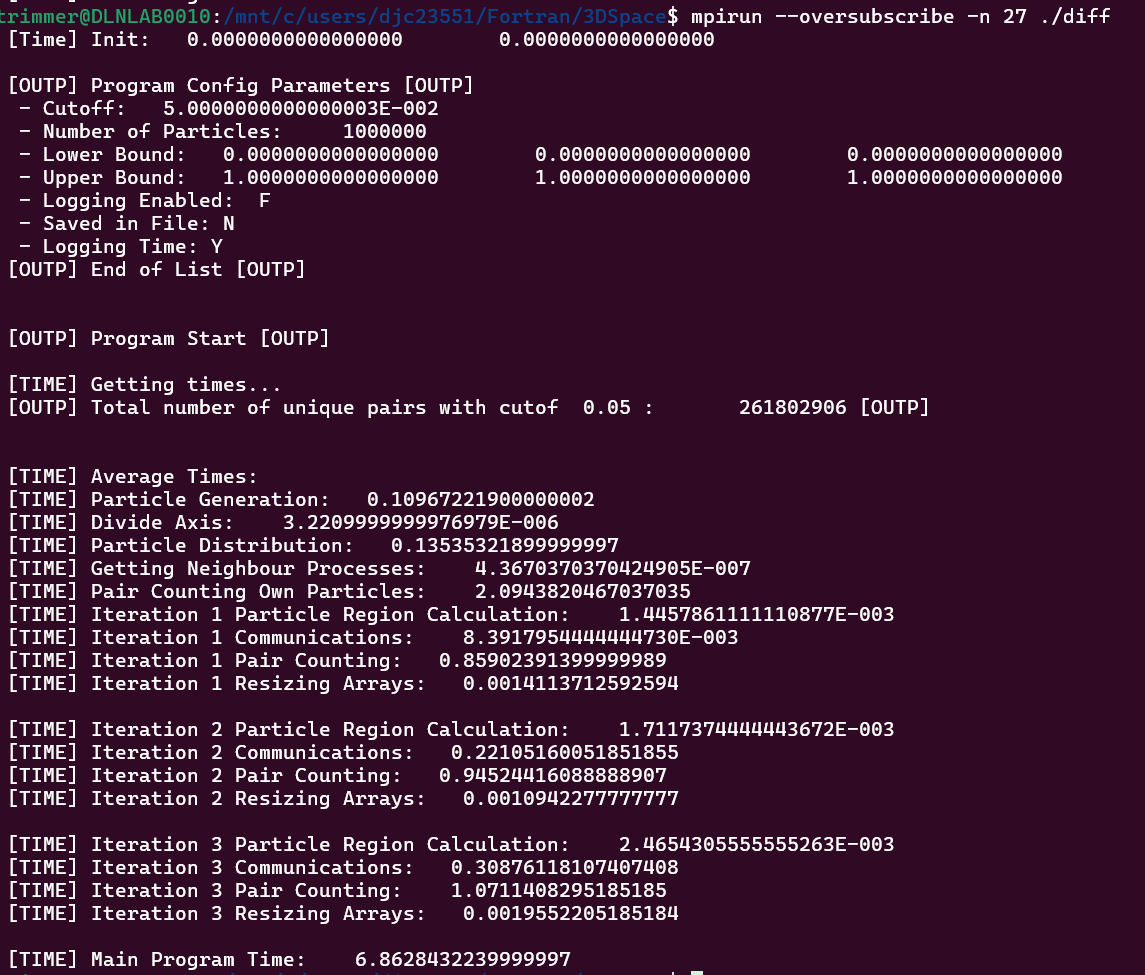 trimmer@DLNLAB0010:/mnt/c/users/djc23551/Fortran/3DSpace$ mpirun --oversubscribe -n 27 ./diff
[Time] Init:   0.0000000000000000        0.0000000000000000
[OUTP] Program Config Parameters [OUTP]
 - Cutoff:   5.0000000000000003E-002
 - Number of Particles:     1000000
 - Lower Bound:   0.0000000000000000        0.0000000000000000        0.0000000000000000
 - Upper Bound:   1.0000000000000000        1.0000000000000000        1.0000000000000000
 - Logging Enabled:  F
 - Saved in File: N
 - Logging Time: Y
[OUTP] End of List [OUTP]
[OUTP] Program Start [OUTP]
[TIME] Getting times...
[OUTP] Total number of unique pairs with cutof  0.05 :       261802906 [OUTP]
[TIME] Average Times:
[TIME] Particle Generation:   0.10967221900000002
[TIME] Divide Axis:    3.2209999999976979E-006
[TIME] Particle Distribution:   0.13535321899999997
[TIME] Getting Neighbour Processes:    4.3670370370424905E-007
[TIME] Pair Counting Own Particles:   2.0943820467037035
[TIME] Iteration 1 Particle Region Calculation:    1.4457861111110877E-003
[TIME] Iteration 1 Communications:    8.3917954444444730E-003
[TIME] Iteration 1 Pair Counting:   0.85902391399999989
[TIME] Iteration 1 Resizing Arrays:   0.0014113712592594
[TIME] Iteration 2 Particle Region Calculation:    1.7117374444443672E-003
[TIME] Iteration 2 Communications:   0.22105160051851855
[TIME] Iteration 2 Pair Counting:   0.94524416088888907
[TIME] Iteration 2 Resizing Arrays:   0.00109422777777777
[TIME] Iteration 3 Particle Region Calculation:    2.4654305555555263E-003
[TIME] Iteration 3 Communications:   0.30876118107407408
[TIME] Iteration 3 Pair Counting:   1.0711408295185185
[TIME] Iteration 3 Resizing Arrays:   0.0019552205185184
[TIME] Main Program Time:    6.8628432239999997